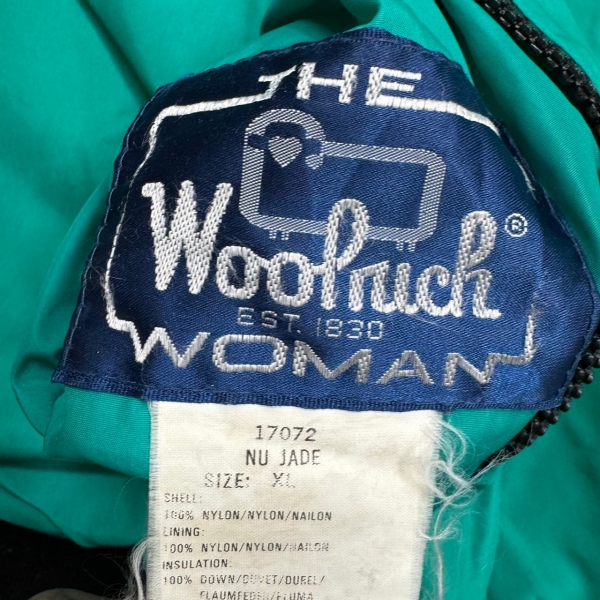 THE
Woolrich®
EST. 1830
WOMAN
17072
NU JADE
SIZE: XL
SHELL:
100% NYLON/NYLON/NAILON
LINING:
100% NYLON/NYLON/NAILON
INSULATION:
100% DOWN/DUVET/DUREL/
FLAUMFEDER/PLUMA